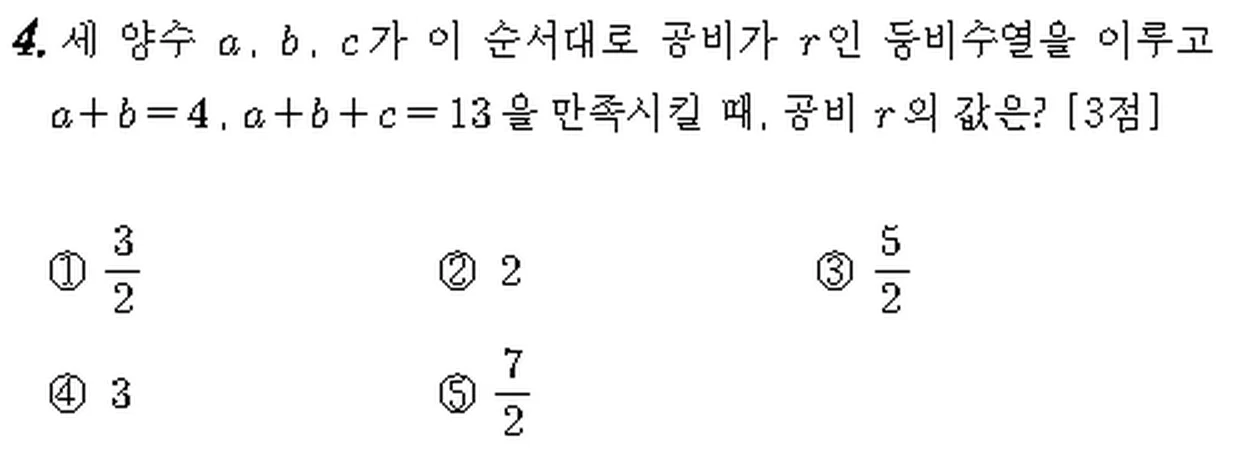 4. 세 양수 a, b, c가 이 순서대로 공비가 r인 등비수열을 이루고
a+b=4, a+b+c=13을 만족시킬 때, 공비 r의 값은? [3점]
① 3/2 ② 2 ③ 5/2
④ 3 ⑤ 7/2